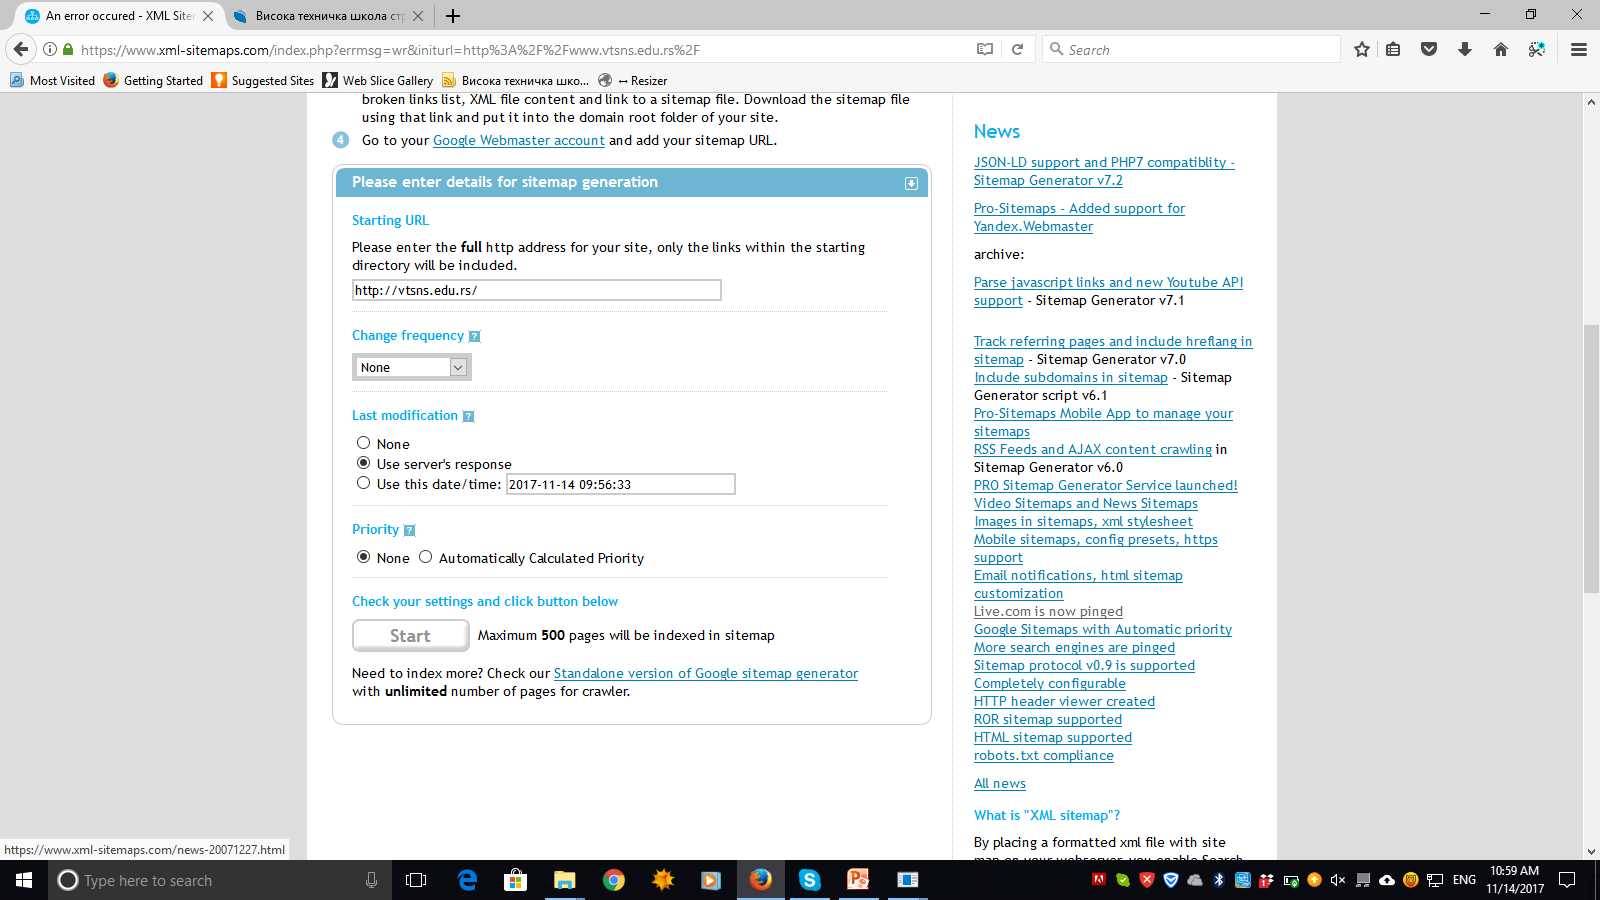 An error occured - XML Siten
Висока техничка школа стр
https://www.xml-sitemaps.com/index.php?errmsg=wr&initurl=http%3A%2F%2Fwww.vtsns.edu.rs%2F
Search
Most Visited
Getting Started
Suggested Sites
Web Slice Gallery
Висока техничка шко...
↔ Resizer
broken links list, XML file content and link to a sitemap file. Download the sitemap file
using that link and put it into the domain root folder of your site.
4 Go to your Google Webmaster account and add your sitemap URL.
Please enter details for sitemap generation
Starting URL
Please enter the full http address for your site, only the links within the starting
directory will be included.
http://vtsns.edu.rs/
Change frequency ?
None
Last modification ?
None
Use server's response
Use this date/time: 2017-11-14 09:56:33
Priority ?
None Automatically Calculated Priority
Check your settings and click button below
Start Maximum 500 pages will be indexed in sitemap
Need to index more? Check our Standalone version of Google sitemap generator
with unlimited number of pages for crawler.
News
JSON-LD support and PHP7 compatiblity -
Sitemap Generator v7.2
Pro-Sitemaps - Added support for
Yandex.Webmaster
archive:
Parse javascript links and new Youtube API
support - Sitemap Generator v7.1
Track referring pages and include hreflang in
sitemap - Sitemap Generator v7.0
Include subdomains in sitemap - Sitemap
Generator script v6.1
Pro-Sitemaps Mobile App to manage your
sitemaps
RSS Feeds and AJAX content crawling in
Sitemap Generator v6.0
PRO Sitemap Generator Service launched!
Video Sitemaps and News Sitemaps
Images in sitemaps, xml stylesheet
Mobile sitemaps, config presets, https
support
Email notifications, html sitemap
customization
Live.com is now pinged
Google Sitemaps with Automatic priority
More search engines are pinged
Sitemap protocol v0.9 is supported
Completely configurable
HTTP header viewer created
ROR sitemap supported
HTML sitemap supported
robots.txt compliance
All news
What is "XML sitemap"?
By placing a formatted xml file with site
map on your webserver, you enable Search
https://www.xml-sitemaps.com/news-20071227.html
Type here to search
ENG
10:59 AM
11/14/2017